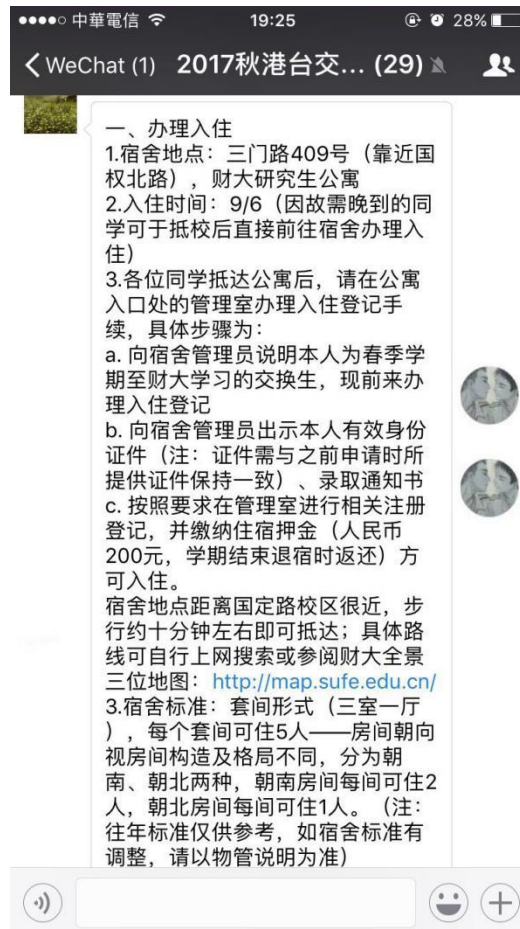 中華電信
19:25
28%
WeChat (1)
2017秋港台交... (29)
一、办理入住
1.宿舍地点：三门路409号（靠近国
权北路），财大研究生公寓
2.入住时间：9/6（因故需晚到的同
学可于抵校后直接前往宿舍办理入
住）
3.各位同学抵达公寓后，请在公寓
入口处的管理室办理入住登记手
续，具体步骤为：
a. 向宿舍管理员说明本人为春季学
期至财大学习的交换生，现前来办
理入住登记
b. 向宿舍管理员出示本人有效身份
证件（注：证件需与之前申请时所
提供证件保持一致）、录取通知书
c. 按照要求在管理室进行相关注册
登记，并缴纳住宿押金（人民币
200元，学期结束退宿时返还）方
可入住。
宿舍地点距离国定路校区很近，步
行约十分钟左右即可抵达；具体路
线可自行上网搜索或参阅财大全景
三位地图：http://map.sufe.edu.cn/
3.宿舍标准：套间形式（三室一厅
），每个套间可住5人——房间朝向
视房间构造及格局不同，分为朝
南、朝北两种，朝南房间每间可住2
人，朝北房间每间可住1人。（注：
往年标准仅供参考，如宿舍标准有
调整，请以物管说明为准）